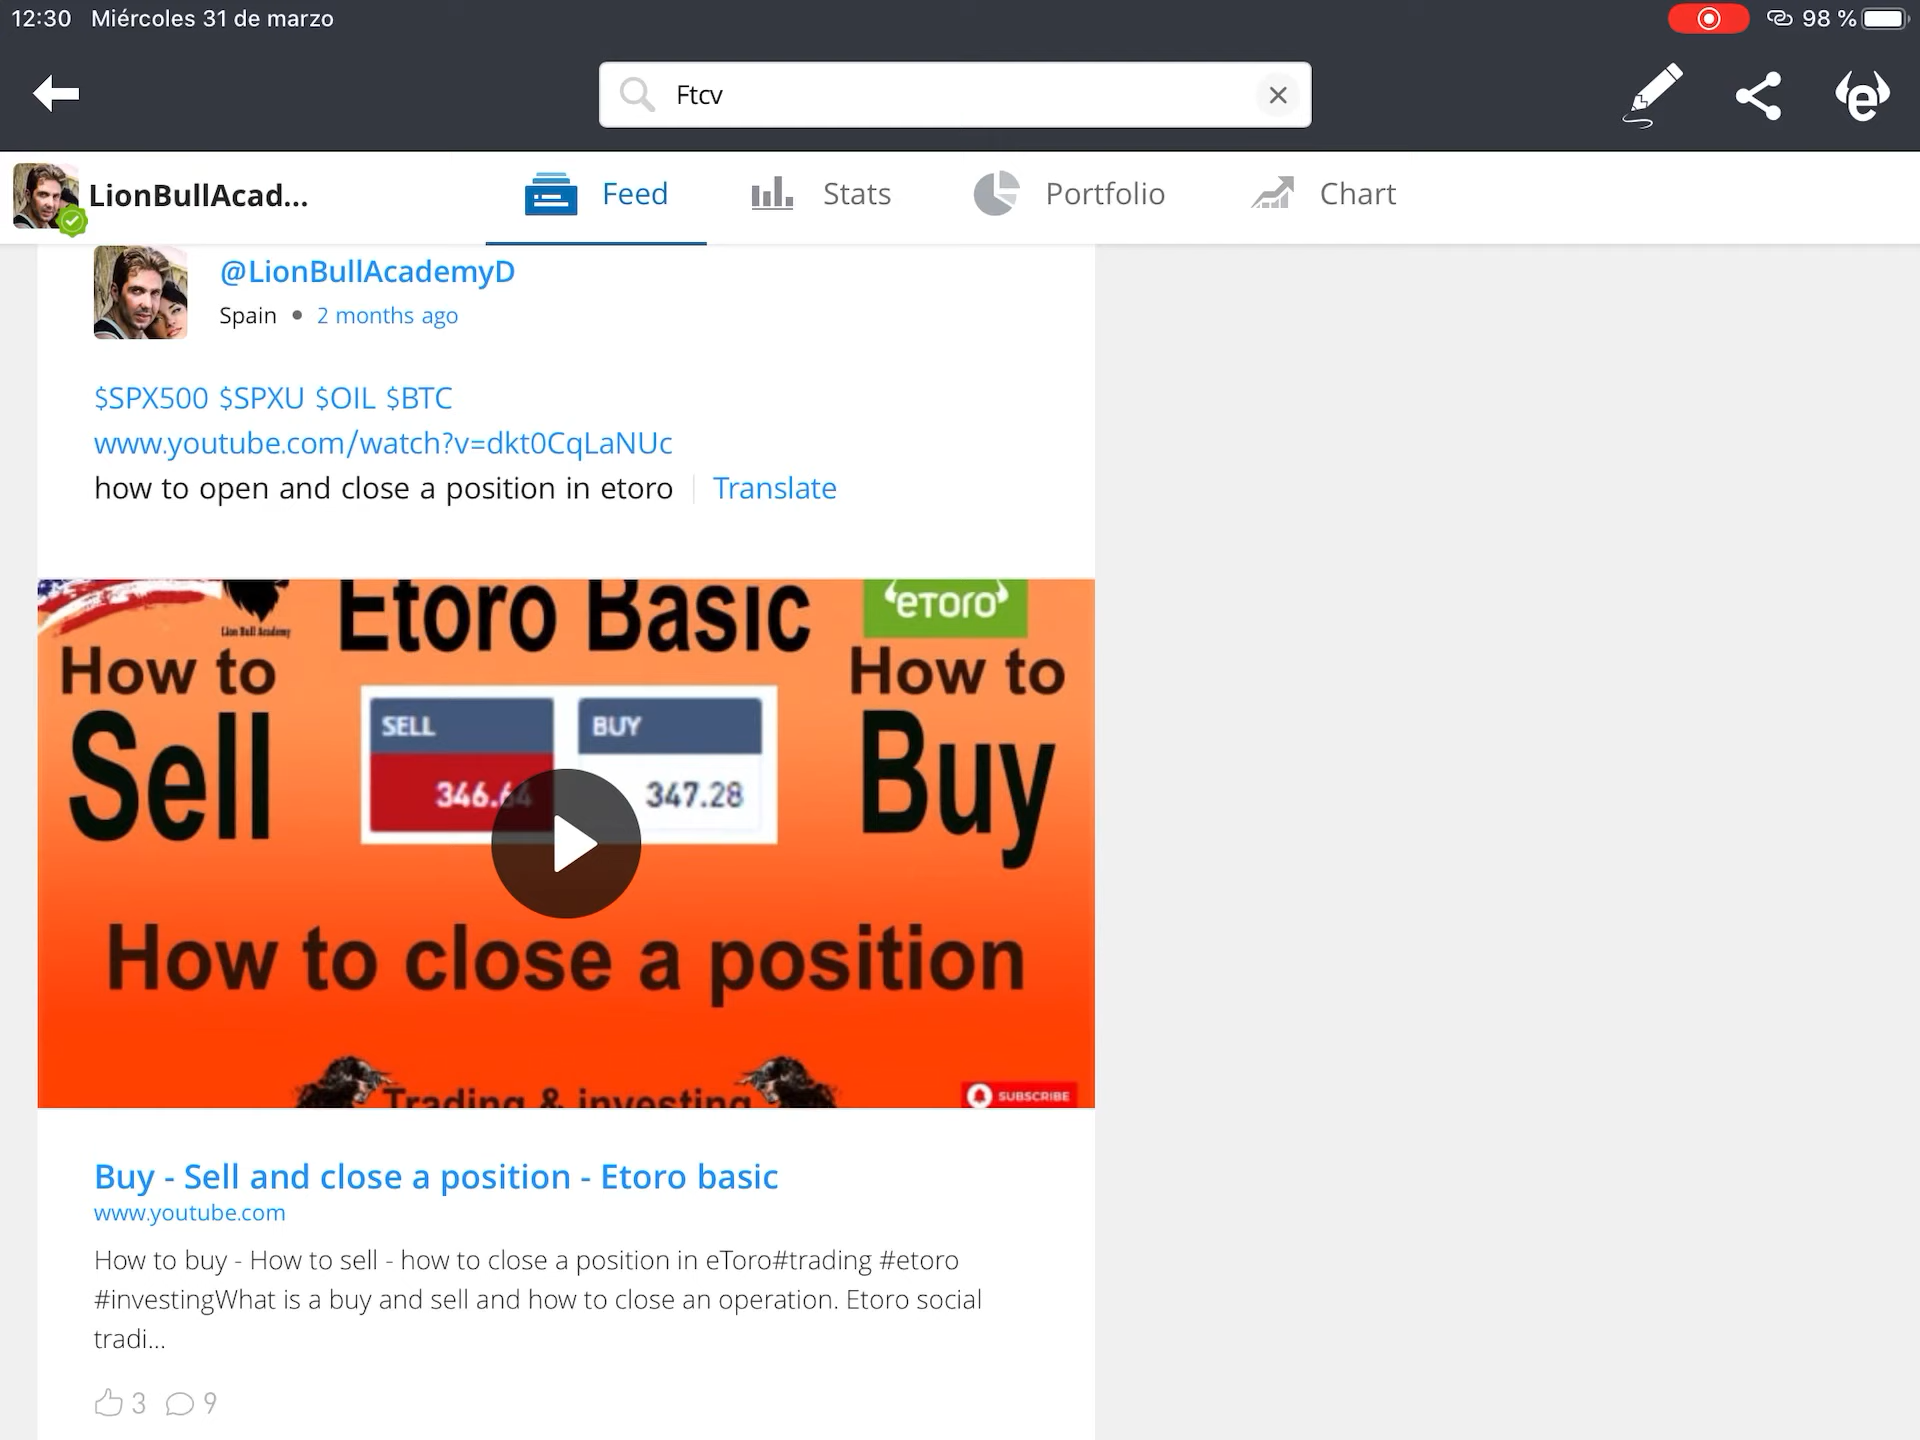 12:30 Miércoles 31 de marzo 98 %
Ftcv
LionBullAcad... Feed Stats Portfolio Chart
@LionBullAcademyD
Spain • 2 months ago
$SPX500 $SPXU $OIL $BTC
www.youtube.com/watch?v=dkt0CqLaNUc
how to open and close a position in etoro Translate
Etoro Basic
eToro
Lion Bull Academy
How to
Sell
SELL BUY
346.64 347.28
How to
Buy
How to close a position
Trading & investing
SUBSCRIBE
Buy - Sell and close a position - Etoro basic
www.youtube.com
How to buy - How to sell - how to close a position in eToro#trading #etoro
#investingWhat is a buy and sell and how to close an operation. Etoro social
tradi...
3 9